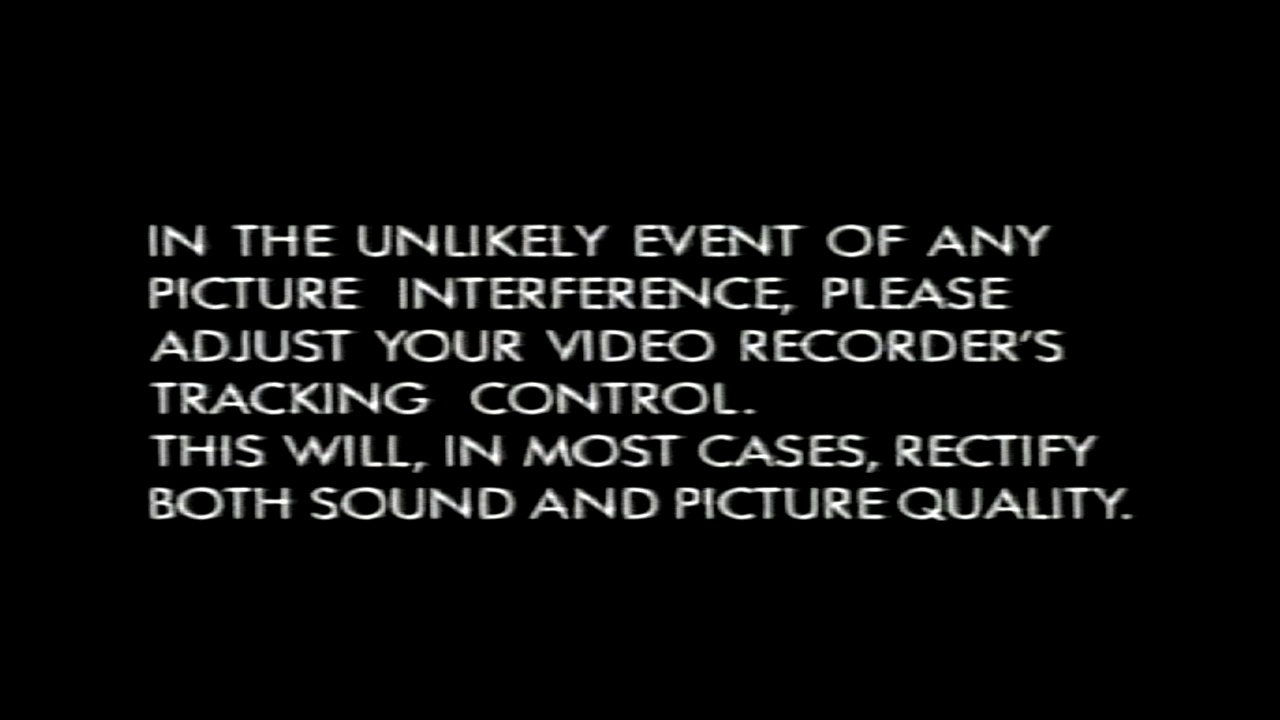 IN THE UNLIKELY EVENT OF ANY
PICTURE INTERFERENCE, PLEASE
ADJUST YOUR VIDEO RECORDER'S
TRACKING CONTROL.
THIS WILL, IN MOST CASES, RECTIFY
BOTH SOUND AND PICTURE QUALITY.